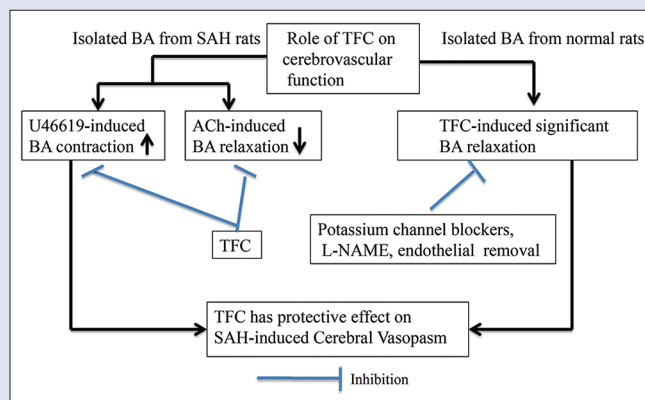 Isolated BA from SAH rats
Role of TFC on
cerebrovascular
function
Isolated BA from normal rats
U46619-induced
BA contraction
ACh-induced
BA relaxation
TFC-induced significant
BA relaxation
TFC
Potassium channel blockers,
L-NAME, endothelial removal
TFC has protective effect on
SAH-induced Cerebral Vasopasm
Inhibition